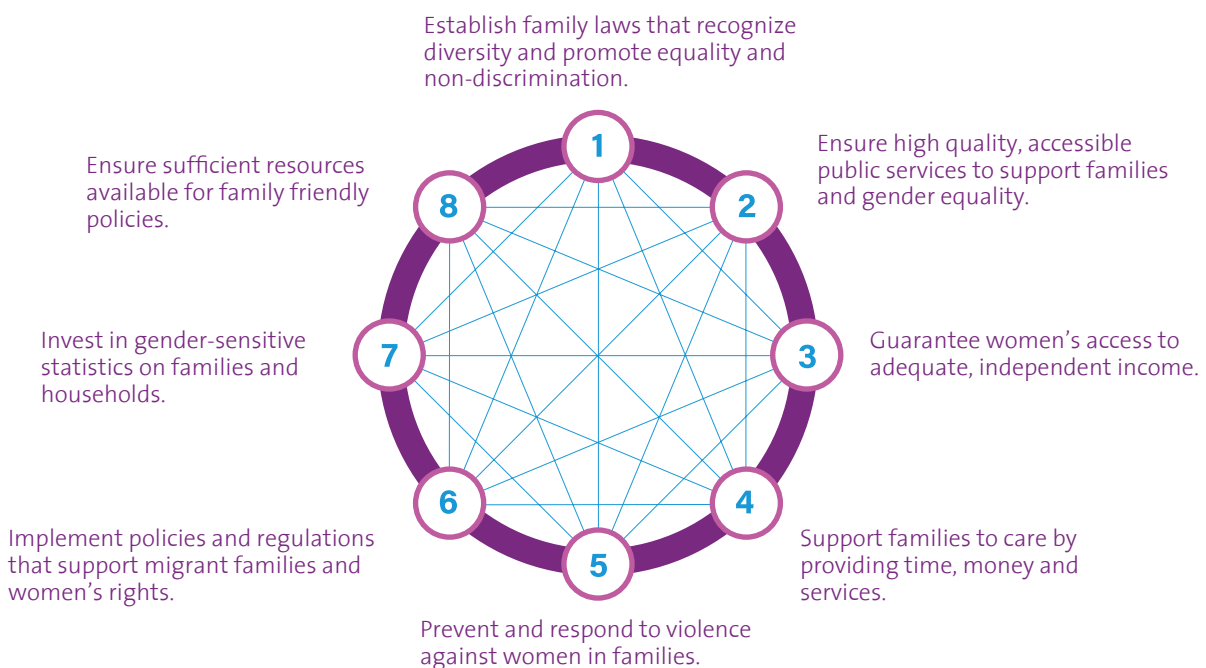 Establish family laws that recognize
diversity and promote equality and
non-discrimination.
1
Ensure high quality, accessible
public services to support families
and gender equality.
2
Guarantee women’s access to
adequate, independent income.
3
Support families to care by
providing time, money and
services.
4
Prevent and respond to violence
against women in families.
5
Implement policies and regulations
that support migrant families and
women’s rights.
6
Invest in gender-sensitive
statistics on families and
households.
7
Ensure sufficient resources
available for family friendly
policies.
8